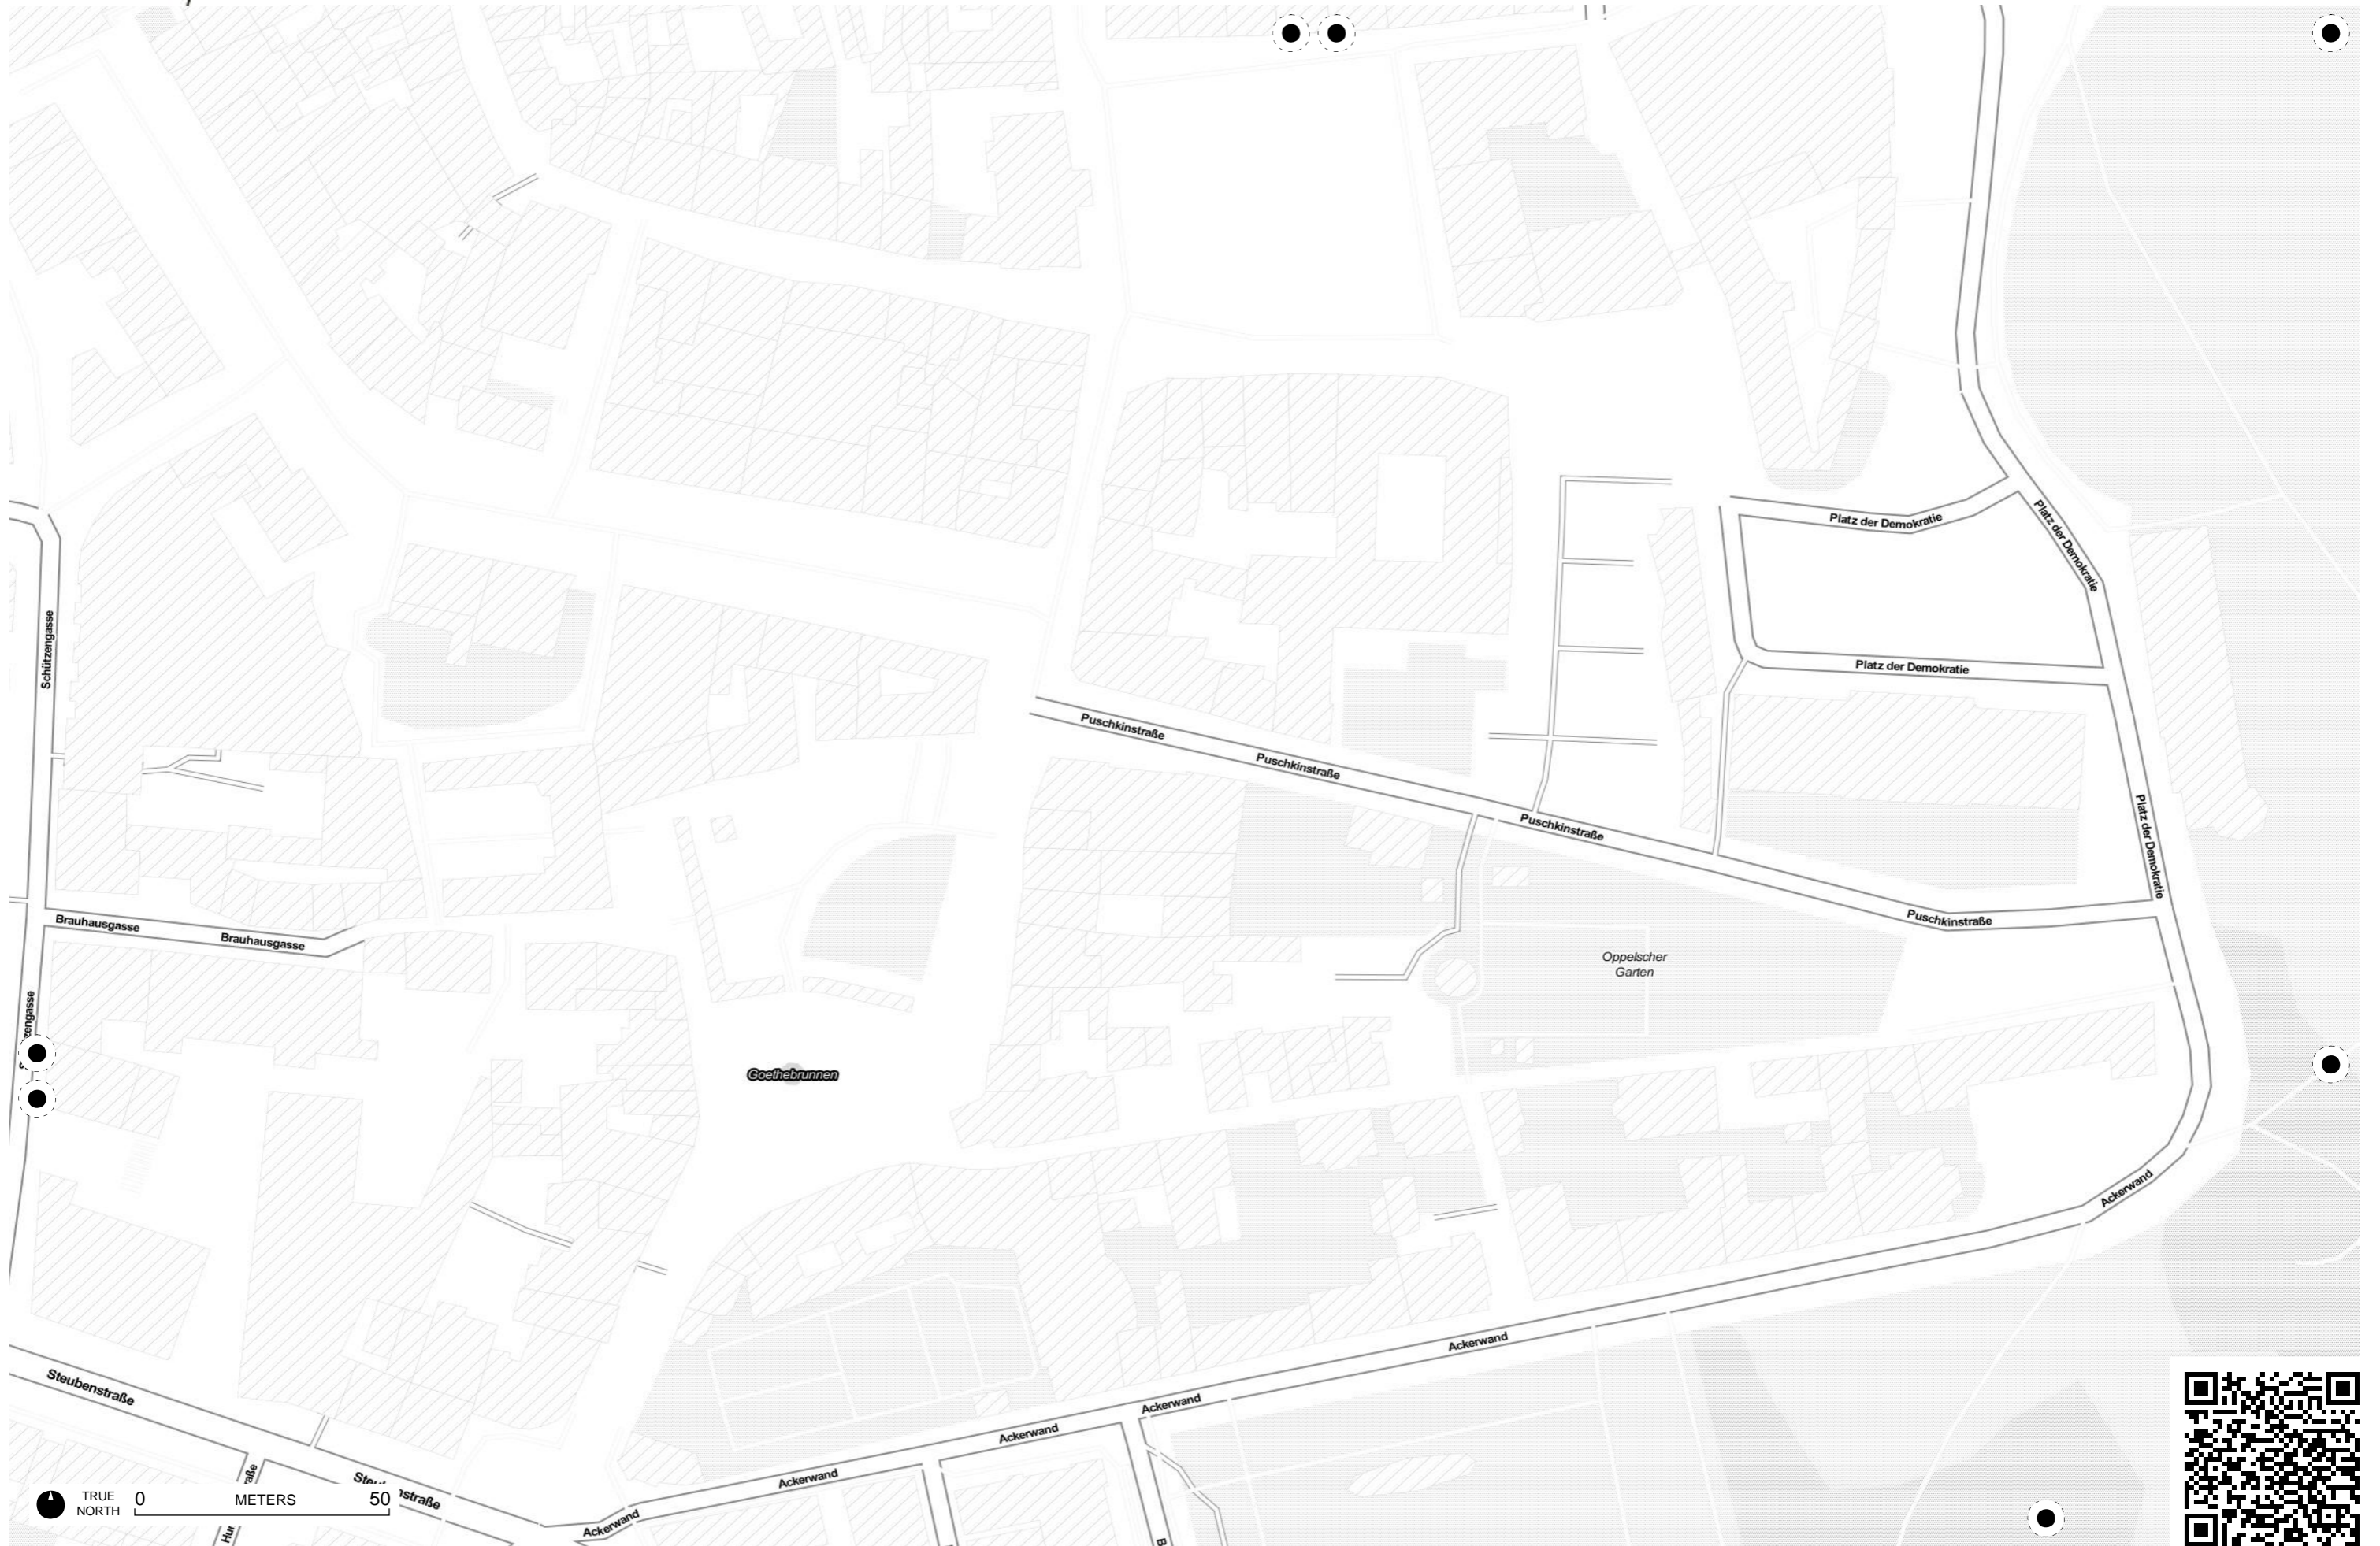 Platz der Demokratie
Platz der Demokratie
Schützengasse
Platz der Demokratie
Puschkinstraße
Puschkinstraße
Puschkinstraße
Platz der Demokratie
Puschkinstraße
Brauhausgasse
Brauhausgasse
Oppelscher
Garten
zengasse
Goethebrunnen
Ackerwand
Ackerwand
Steubenstraße
Ackerwand
Ackerwand
Ackerwand
Ackerwand
TRUE
NORTH
0
METERS
50